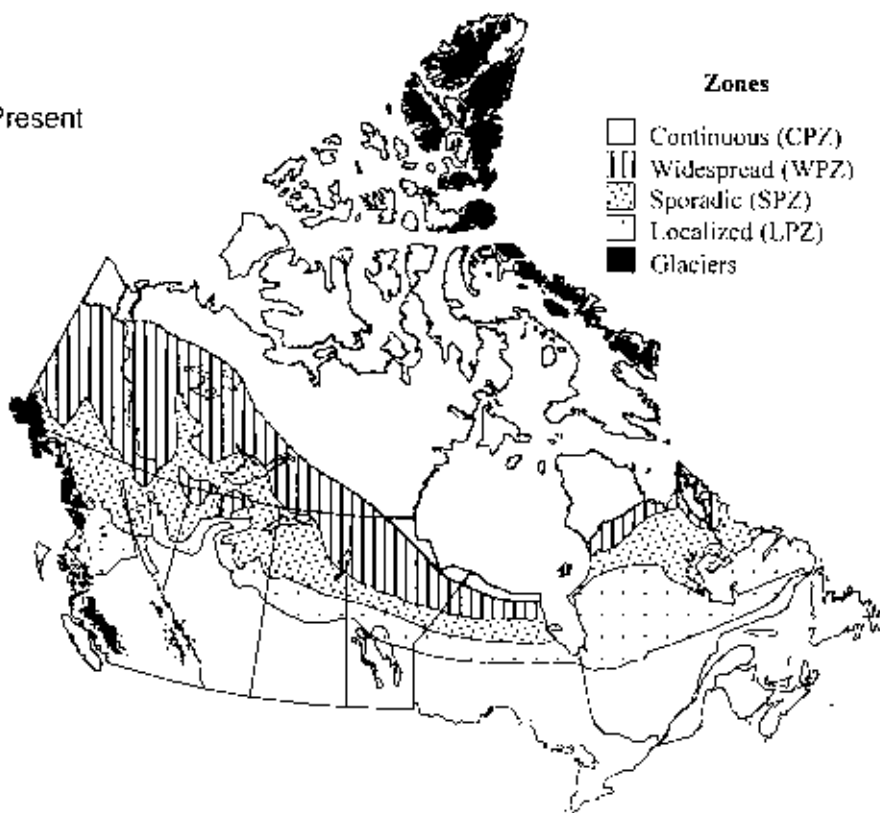 Present
Zones
Continuous (CPZ)
Widespread (WPZ)
Sporadic (SPZ)
Localized (LPZ)
Glaciers